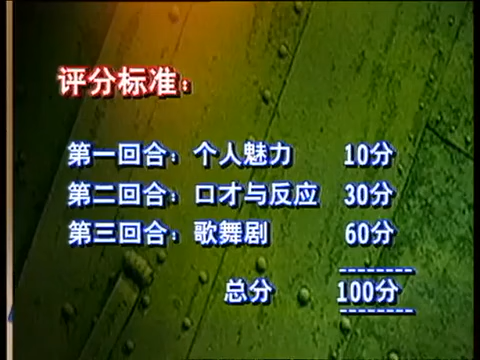 评分标准：
第一回合：个人魅力 10分
第二回合：口才与反应 30分
第三回合：歌舞剧 60分
总分 100分